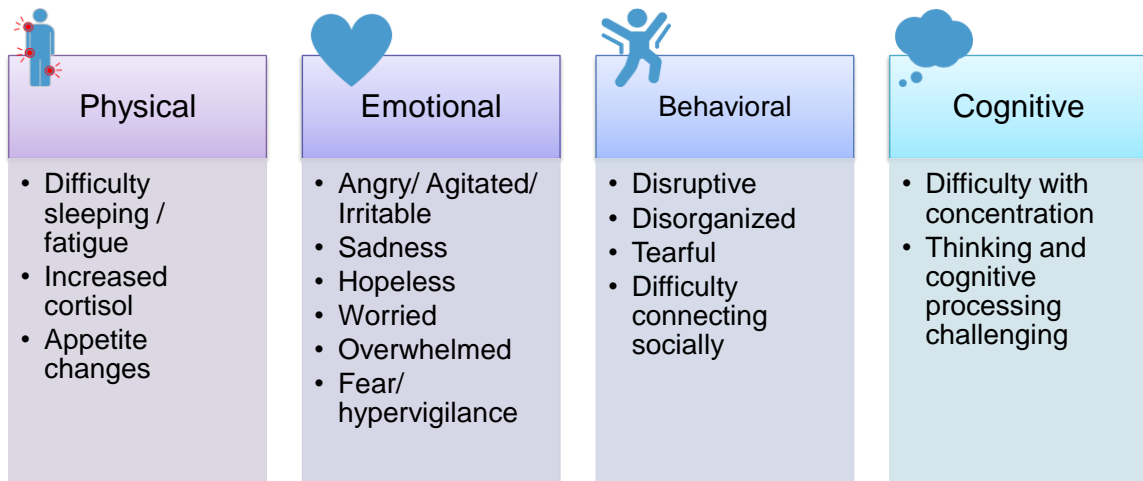 Physical
• Difficulty
sleeping /
fatigue
• Increased
cortisol
• Appetite
changes
Emotional
• Angry/ Agitated/
Irritable
• Sadness
• Hopeless
• Worried
• Overwhelmed
• Fear/
hypervigilance
Behavioral
• Disruptive
• Disorganized
• Tearful
• Difficulty
connecting
socially
Cognitive
• Difficulty with
concentration
• Thinking and
cognitive
processing
challenging